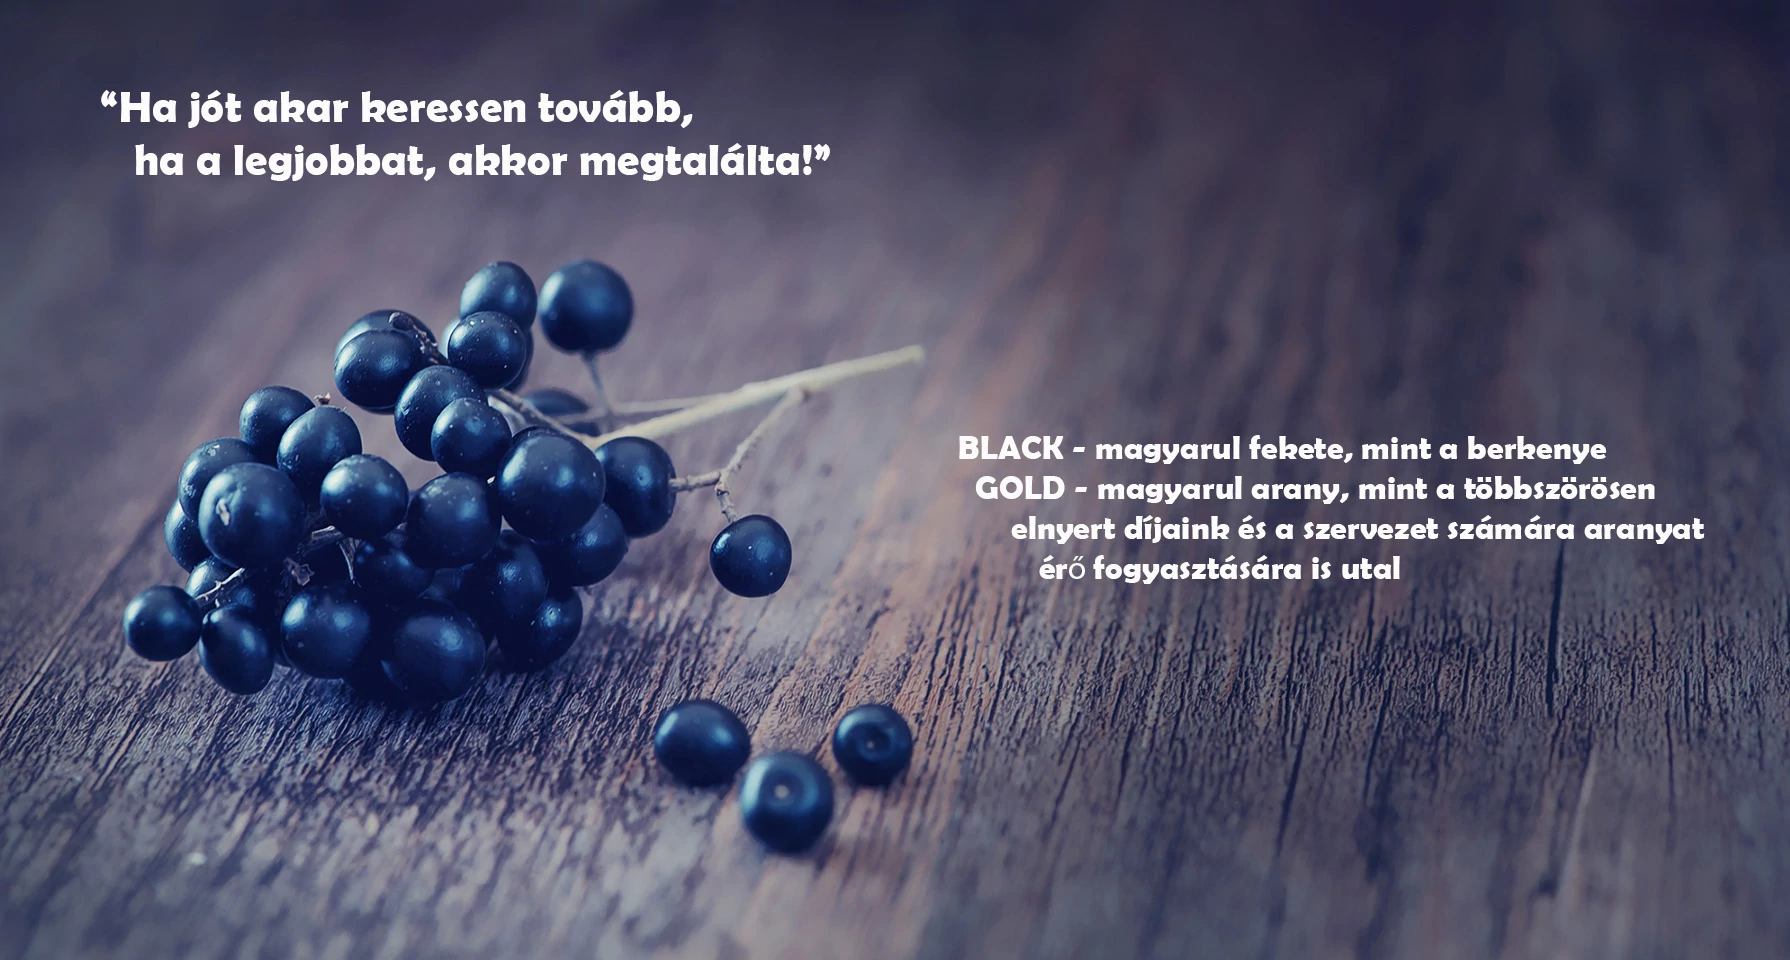 “Ha jót akar keressen tovább,
ha a legjobbat, akkor megtalálta!”
BLACK - magyarul fekete, mint a berkenye
GOLD - magyarul arany, mint a többszörösen
elnyert díjaink és a szervezet számára aranyat
érő fogyasztására is utal